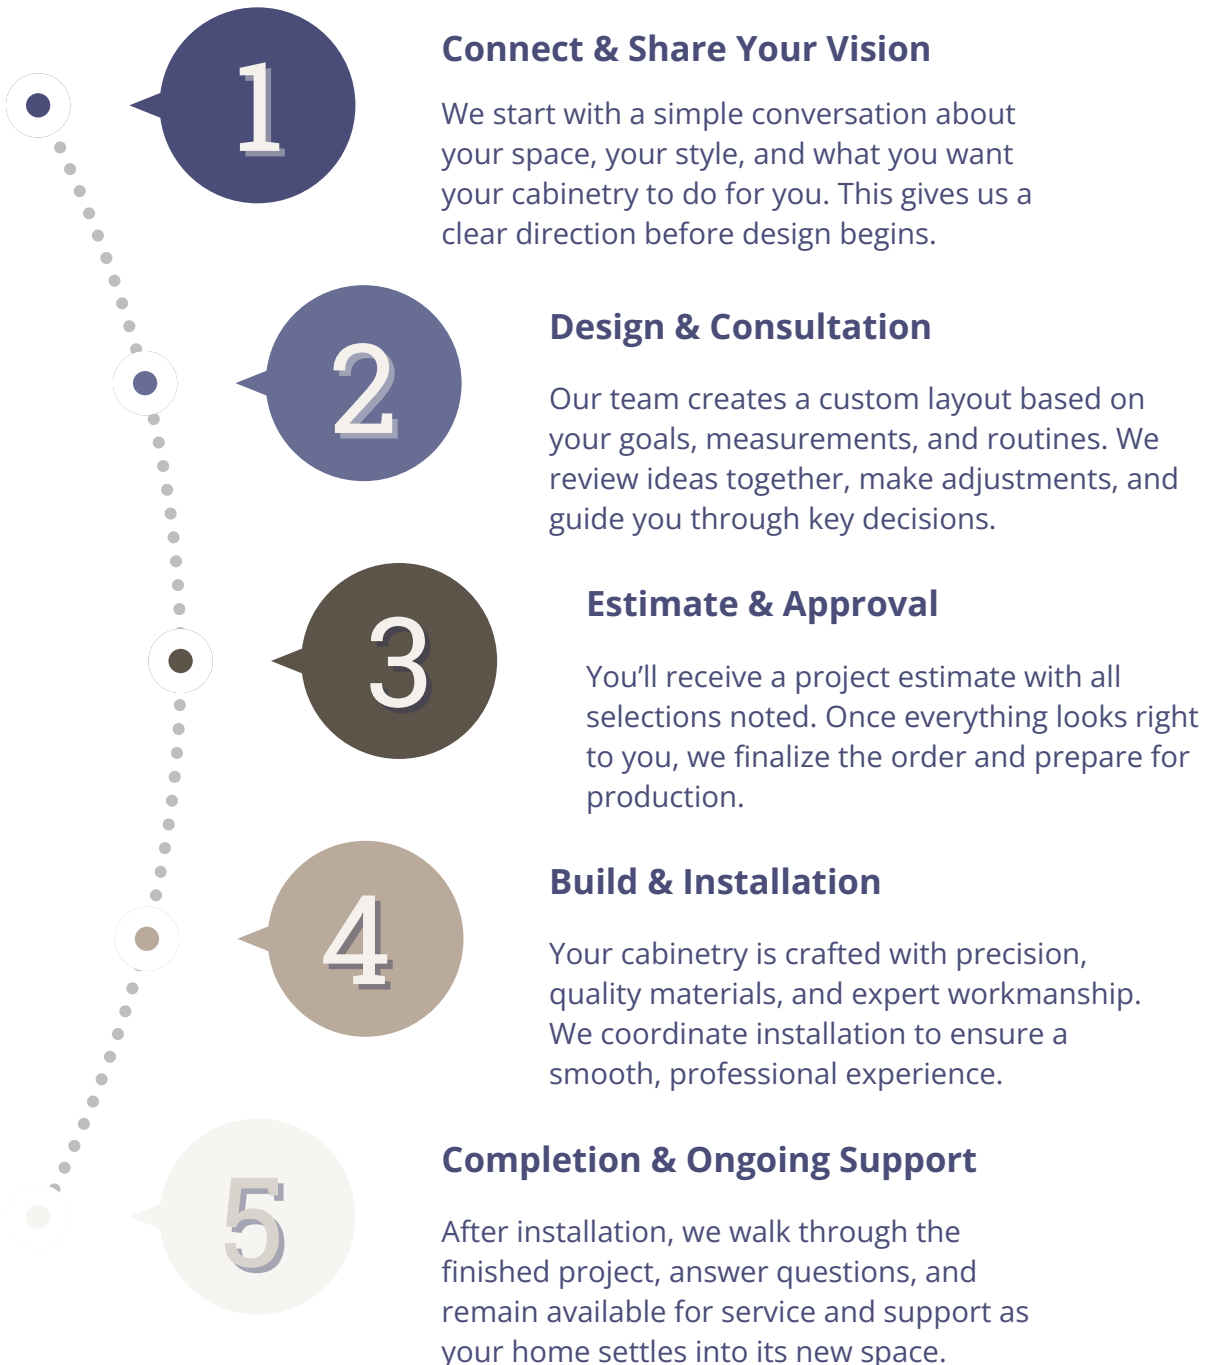 1
Connect & Share Your Vision
We start with a simple conversation about
your space, your style, and what you want
your cabinetry to do for you. This gives us a
clear direction before design begins.
2
Design & Consultation
Our team creates a custom layout based on
your goals, measurements, and routines. We
review ideas together, make adjustments, and
guide you through key decisions.
3
Estimate & Approval
You’ll receive a project estimate with all
selections noted. Once everything looks right
to you, we finalize the order and prepare for
production.
4
Build & Installation
Your cabinetry is crafted with precision,
quality materials, and expert workmanship.
We coordinate installation to ensure a
smooth, professional experience.
5
Completion & Ongoing Support
After installation, we walk through the
finished project, answer questions, and
remain available for service and support as
your home settles into its new space.